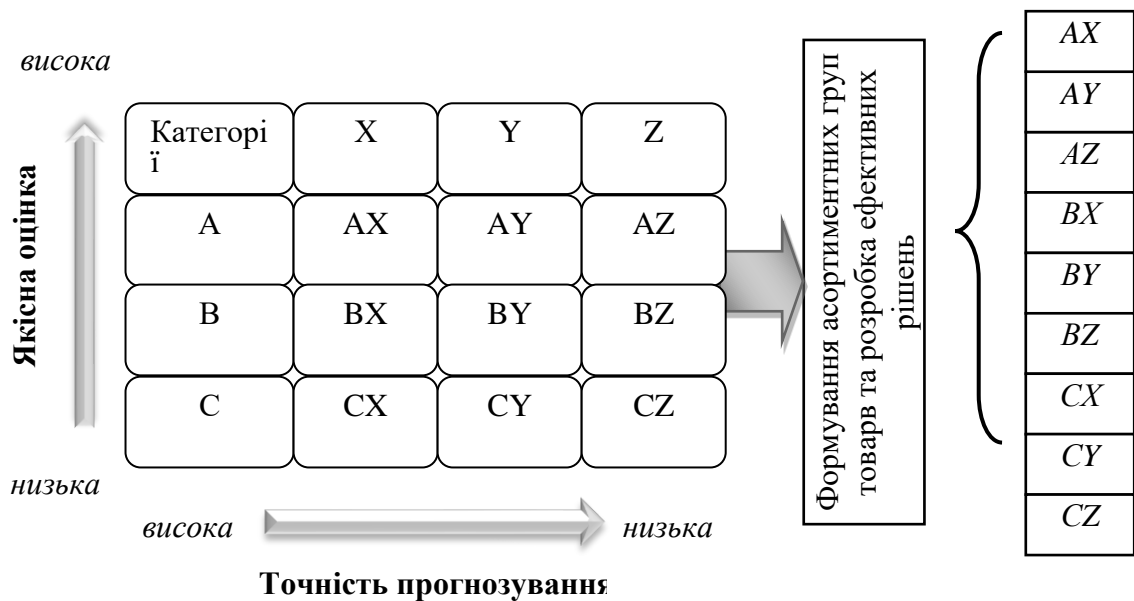 висока
Якісна оцінка
низька
Категорі X Y Z
ї
A AX AY AZ
B BX BY BZ
C CX CY CZ
висока низька
Точність прогнозування
Формування асортиментних груп
товарв та розробка ефективних
рішень
AX
AY
AZ
BX
BY
BZ
CX
CY
CZ